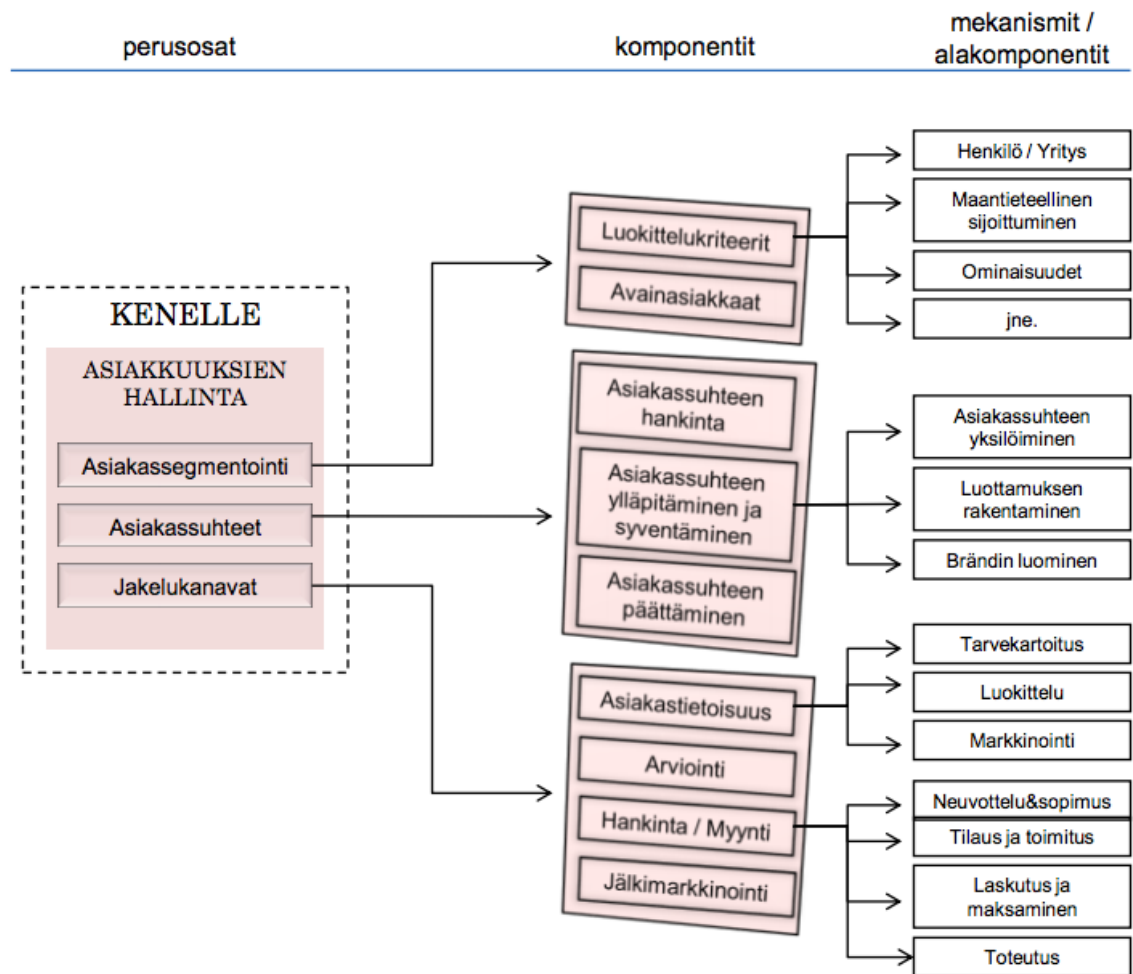 perusosat
komponentit
mekanismit /
alakomponentit
KENELLE
ASIAKKUUKSIEN
HALLINTA
Asiakassegmentointi
Asiakassuhteet
Jakelukanavat
Luokittelukriteerit
Avainasiakkaat
Asiakassuhteen
hankinta
Asiakassuhteen
ylläpitäminen ja
syventäminen
Asiakassuhteen
päättäminen
Asiakastietoisuus
Arviointi
Hankinta / Myynti
Jälkimarkkinointi
Henkilö / Yritys
Maantieteellinen
sijoittuminen
Ominaisuudet
jne.
Asiakassuhteen
yksilöiminen
Luottamuksen
rakentaminen
Brändin luominen
Tarvekartoitus
Luokittelu
Markkinointi
Neuvottelu&sopimus
Tilaus ja toimitus
Laskutus ja
maksaminen
Toteutus